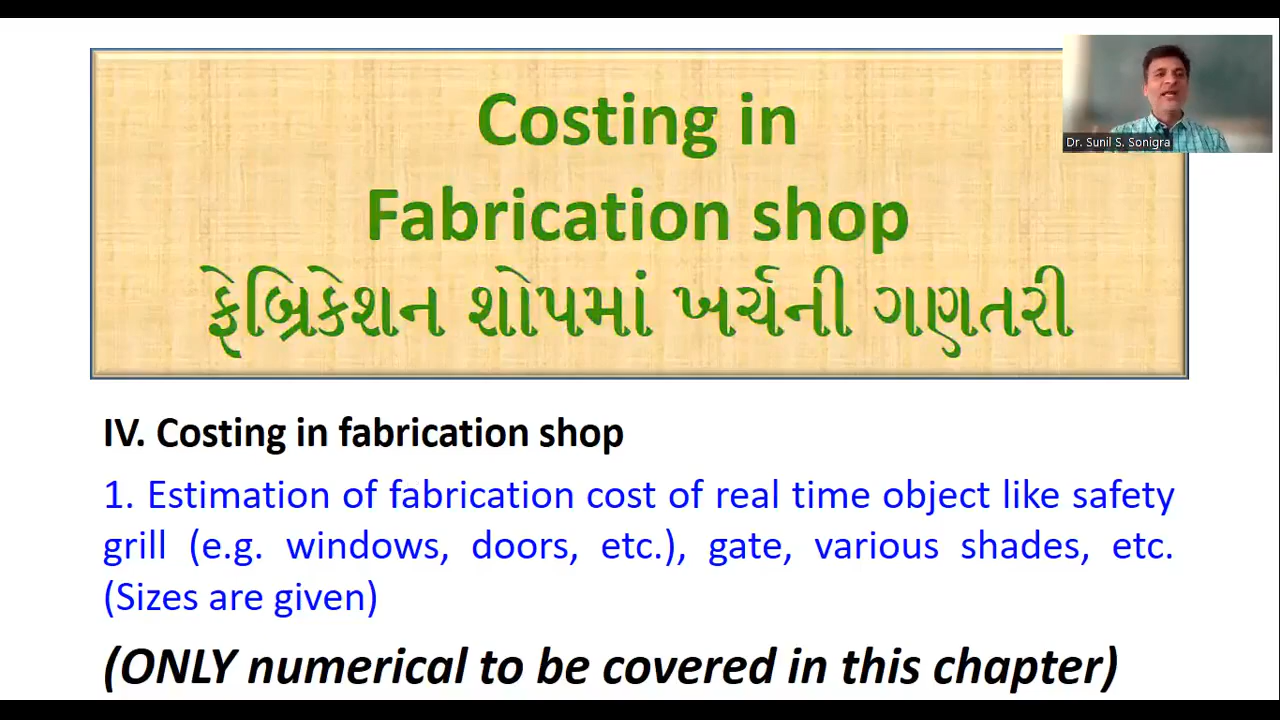 Costing in
Fabrication shop
ફેબ્રિકેશન શોપમાં ખર્ચની ગણતરી
Dr. Sunil S. Sonigra
IV. Costing in fabrication shop
1. Estimation of fabrication cost of real time object like safety
grill (e.g. windows, doors, etc.), gate, various shades, etc.
(Sizes are given)
(ONLY numerical to be covered in this chapter)